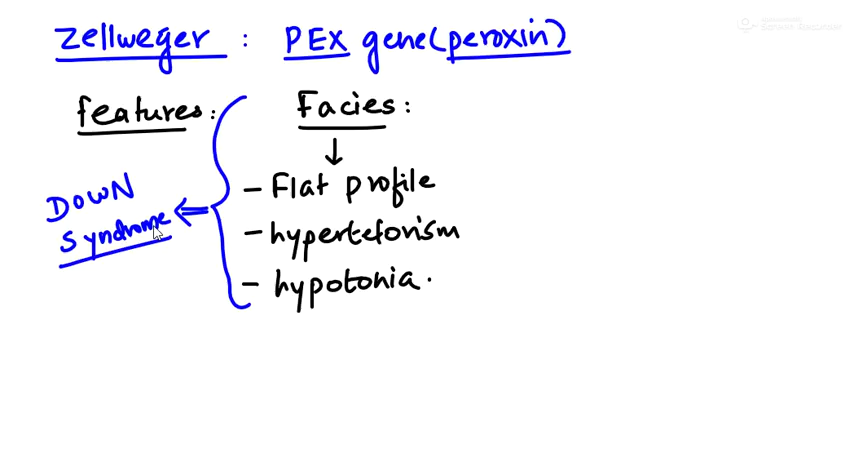 Zellweger : PEX gene(peroxin)
features: Facies:
↓
- Flat profile
DOWN
Syndrome ⇐
- hypertelorism
- hypotonia.